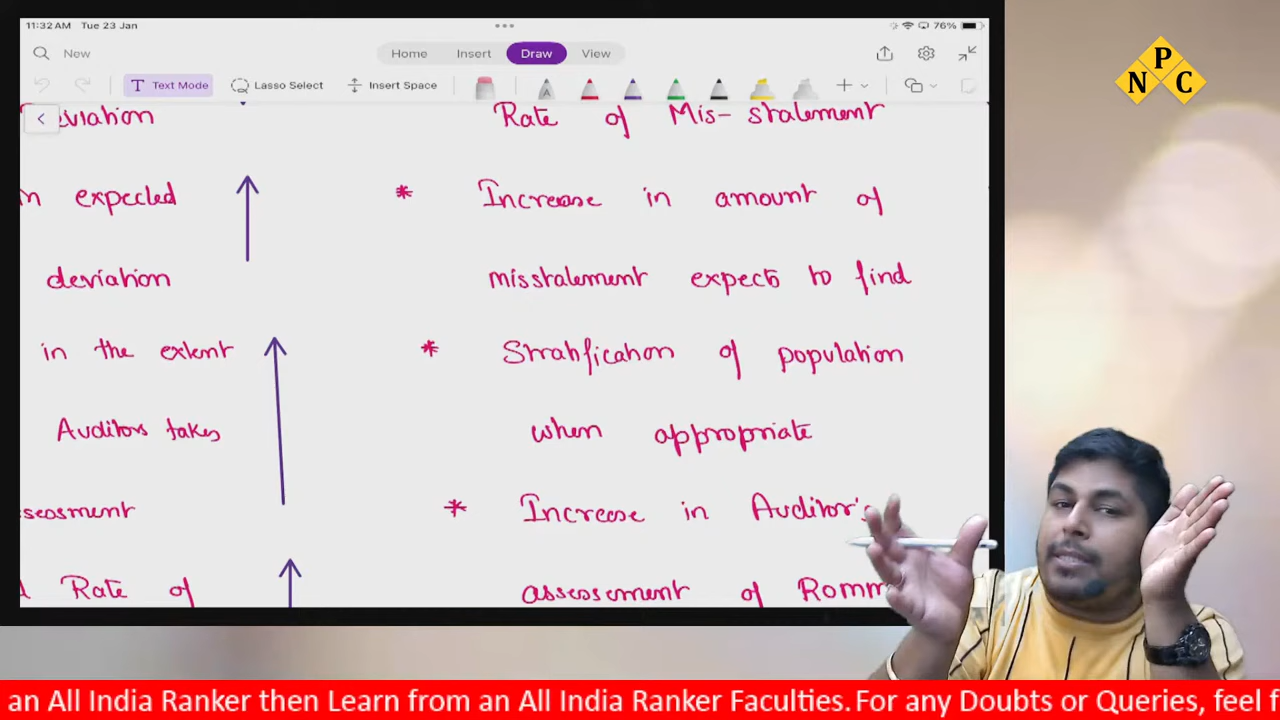 11:32 AM Tue 23 Jan
76%
New
Home Insert Draw View
Text Mode Lasso Select Insert Space
N P C
deviation
expected
deviation
in the extent
Auditors takes
Rate of
Rate of Mis-statement
* Increase in amount of
misstatement expects to find
* Stratification of population
when appropriate
* Increase in Auditor's
assessment of Romm
an All India Ranker then Learn from an All India Ranker Faculties. For any Doubts or Queries, feel f